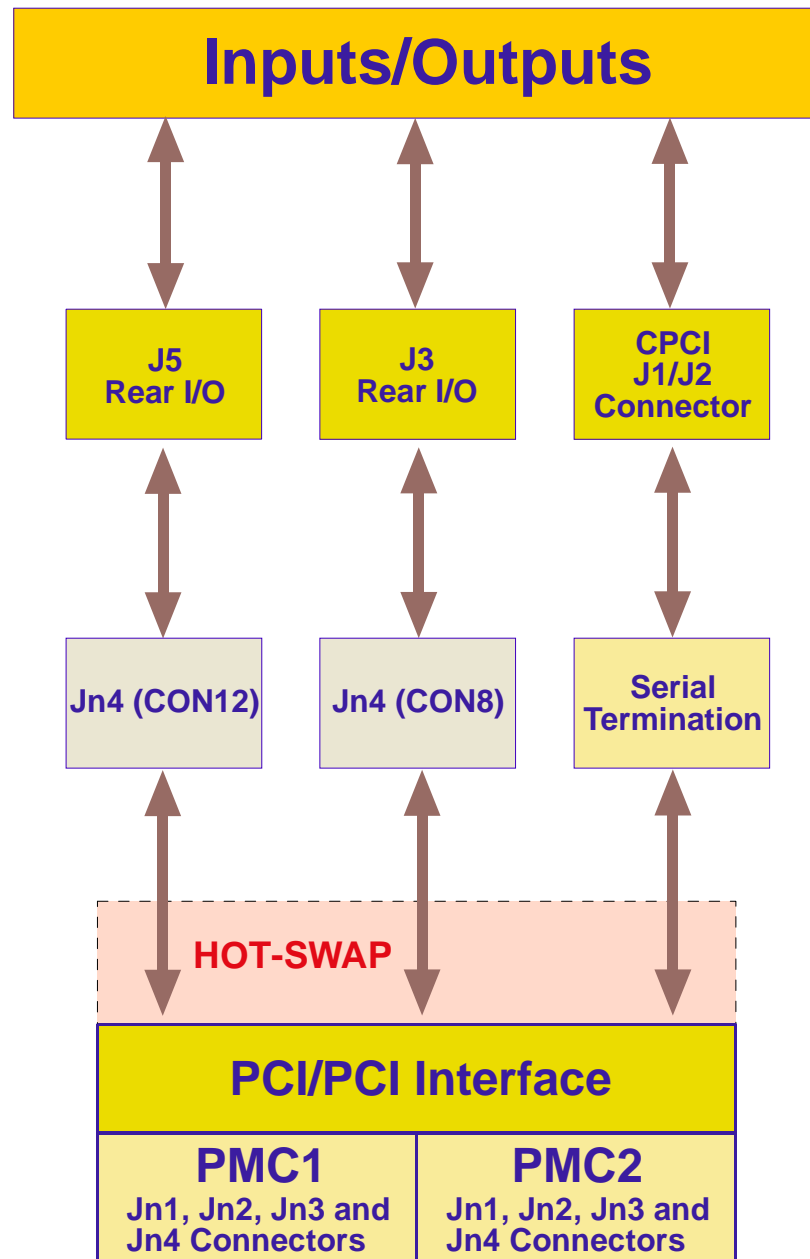 Inputs/Outputs
J5
Rear I/O
J3
Rear I/O
CPCI
J1/J2
Connector
Jn4 (CON12)
Jn4 (CON8)
Serial
Termination
HOT-SWAP
PCI/PCI Interface
PMC1
Jn1, Jn2, Jn3 and
Jn4 Connectors
PMC2
Jn1, Jn2, Jn3 and
Jn4 Connectors